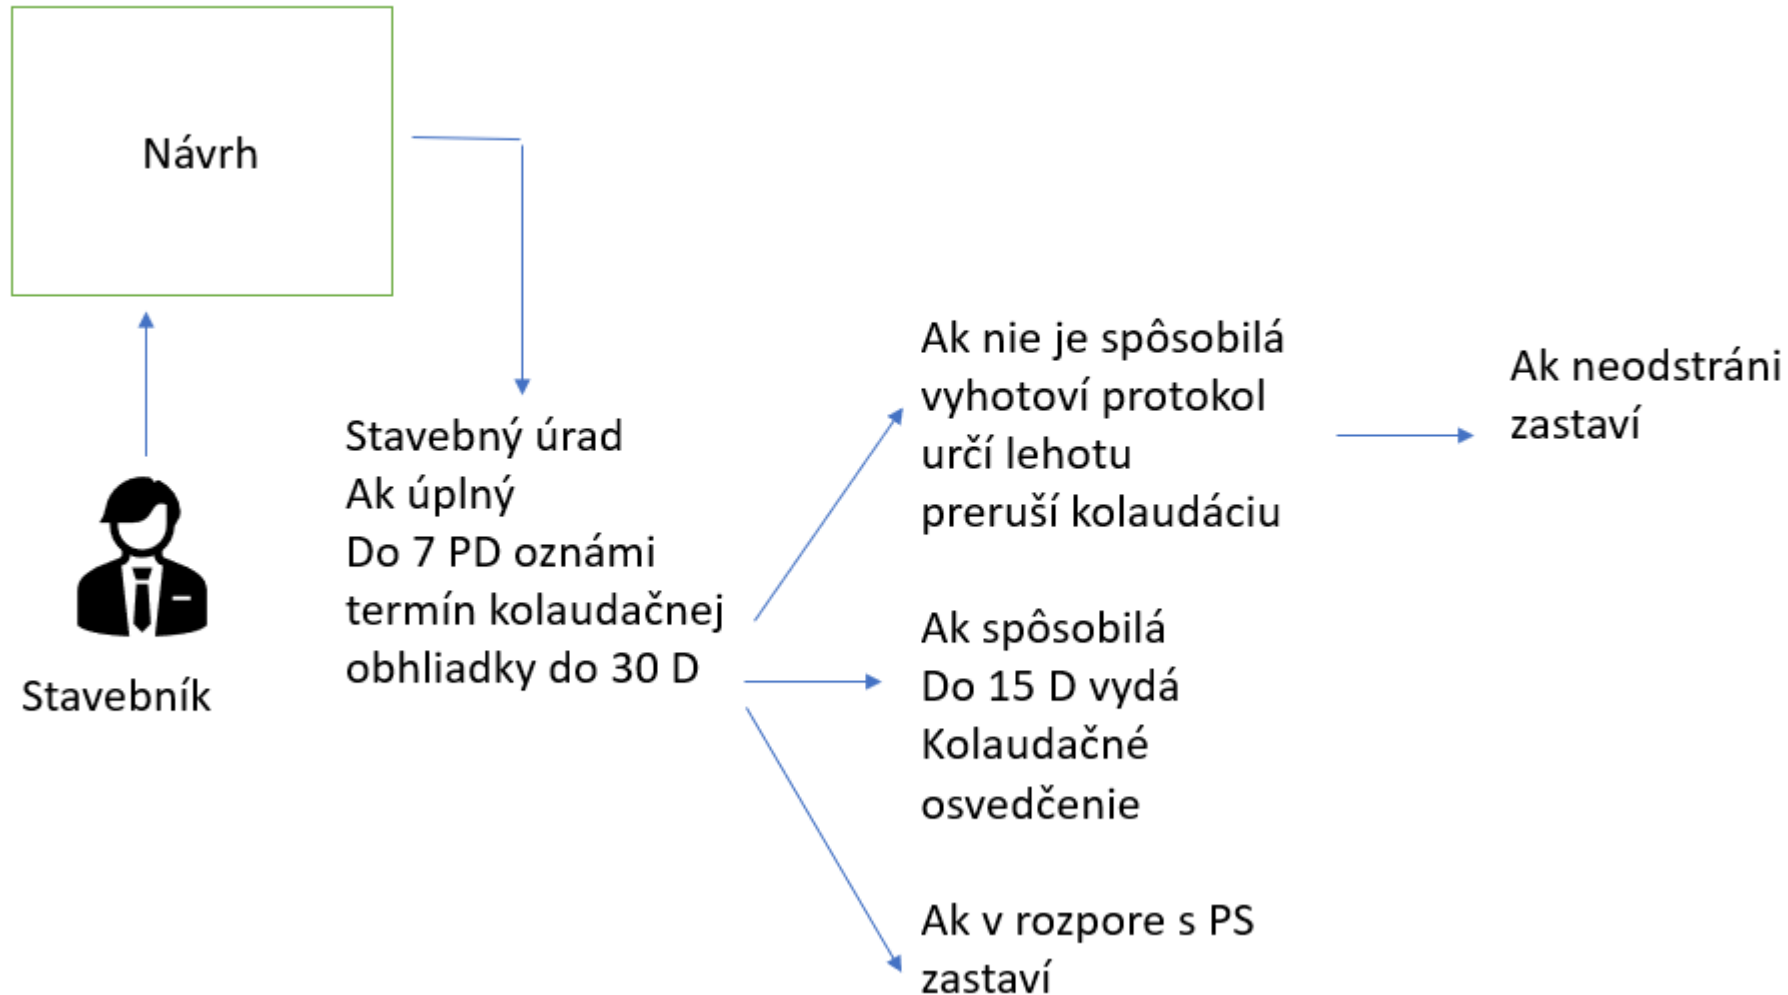 Návrh
Stavebník
Stavebný úrad
Ak úplný
Do 7 PD oznámi
termín kolaudačnej
obhliadky do 30 D
Ak nie je spôsobilá
vyhotoví protokol
určí lehotu
preruší kolaudáciu
Ak neodstráni
zastaví
Ak spôsobilá
Do 15 D vydá
Kolaudačné
osvedčenie
Ak v rozpore s PS
zastaví